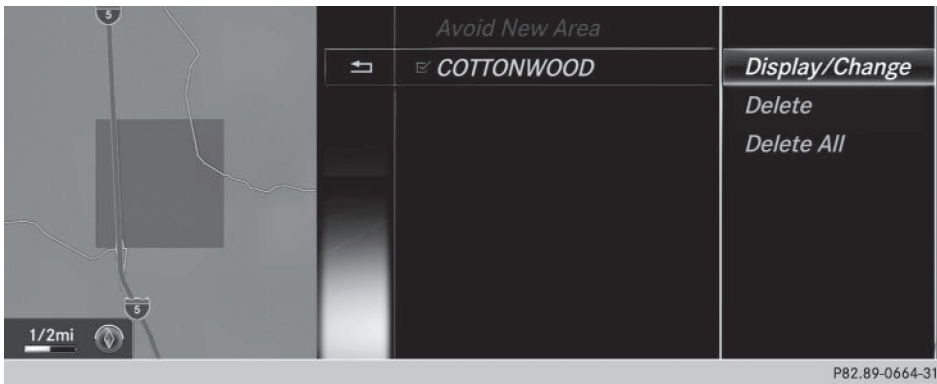 5
Avoid New Area
COTTONWOOD
Display/Change
Delete
Delete All
5
1/2mi
P82.89-0664-31